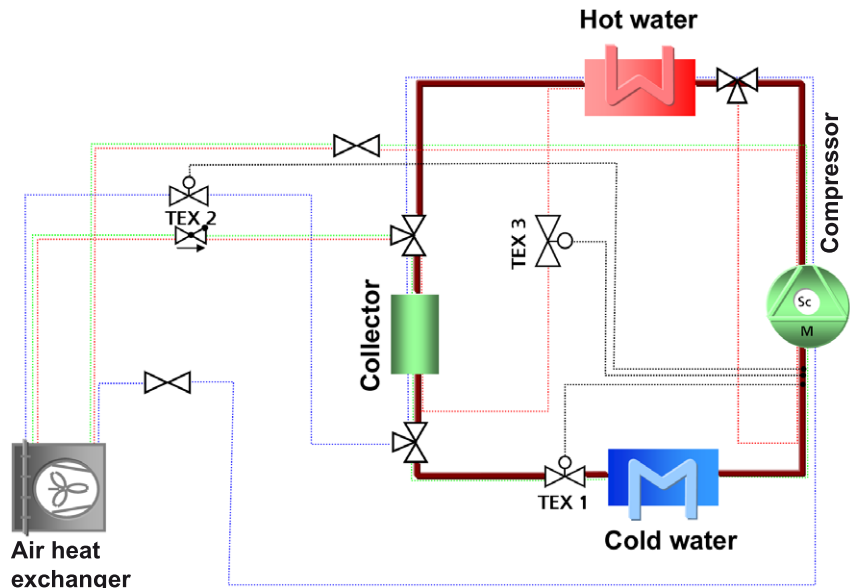 Hot water
Compressor
TEX 2
TEX 3
Sc
M
Collector
TEX 1
Cold water
Air heat
exchanger